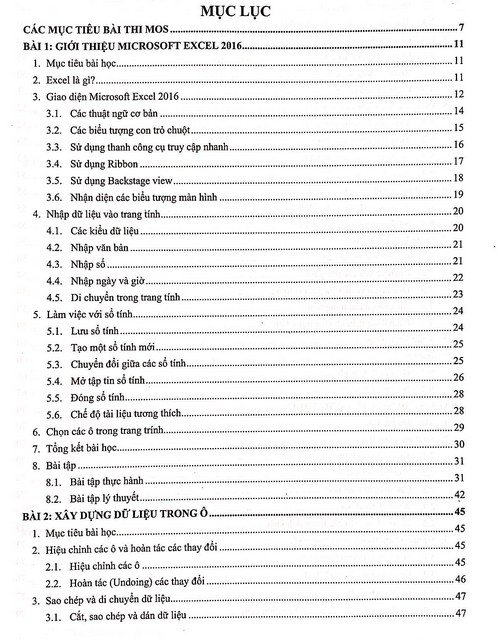 MỤC LỤC
CÁC MỤC TIÊU BÀI THI MOS 7
BÀI 1: GIỚI THIỆU MICROSOFT EXCEL 2016 11
1. Mục tiêu bài học 11
2. Excel là gì? 11
3. Giao diện Microsoft Excel 2016 12
3.1. Các thuật ngữ cơ bản 14
3.2. Các biểu tượng con trỏ chuột 15
3.3. Sử dụng thanh công cụ truy cập nhanh 16
3.4. Sử dụng Ribbon 17
3.5. Sử dụng Backstage view 18
3.6. Nhận diện các biểu tượng màn hình 19
4. Nhập dữ liệu vào trang tính 20
4.1. Các kiểu dữ liệu 20
4.2. Nhập văn bản 21
4.3. Nhập số 21
4.4. Nhập ngày và giờ 22
4.5. Di chuyển trong trang tính 23
5. Làm việc với sổ tính 24
5.1. Lưu sổ tính 24
5.2. Tạo một sổ tính mới 25
5.3. Chuyển đổi giữa các sổ tính 25
5.4. Mở tập tin sổ tính 26
5.5. Đóng sổ tính 28
5.6. Chế độ tài liệu tương thích 28
6. Chọn các ô trong trang trính 29
7. Tổng kết bài học 30
8. Bài tập 31
8.1. Bài tập thực hành 31
8.2. Bài tập lý thuyết 42
BÀI 2: XÂY DỰNG DỮ LIỆU TRONG Ô 45
1. Mục tiêu bài học 45
2. Hiệu chỉnh các ô và hoàn tác các thay đổi 45
2.1. Hiệu chỉnh các ô 45
2.2. Hoàn tác (Undoing) các thay đổi 46
3. Sao chép và di chuyển dữ liệu 47
3.1. Cắt, sao chép và dán dữ liệu 47